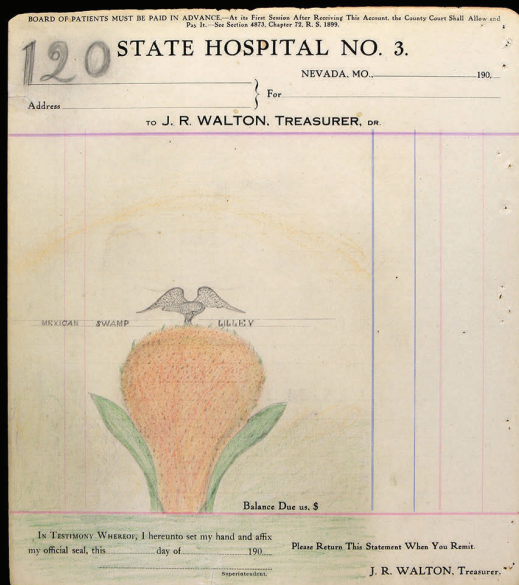 BOARD OF PATIENTS MUST BE PAID IN ADVANCE.—At its First Session After Receiving This Account, the County Court Shall Allow and
Pay It.—See Section 4873, Chapter 72, R. S. 1899.
120
STATE HOSPITAL NO. 3.
NEVADA, MO., 190
Address } For
TO J. R. WALTON, TREASURER, DR.
MEXICAN SWAMP LILLEY
Balance Due us, $
IN TESTIMONY WHEREOF, I hereunto set my hand and affix
my official seal, this day of 190
Please Return This Statement When You Remit.
Superintendent.
J. R. WALTON, Treasurer.